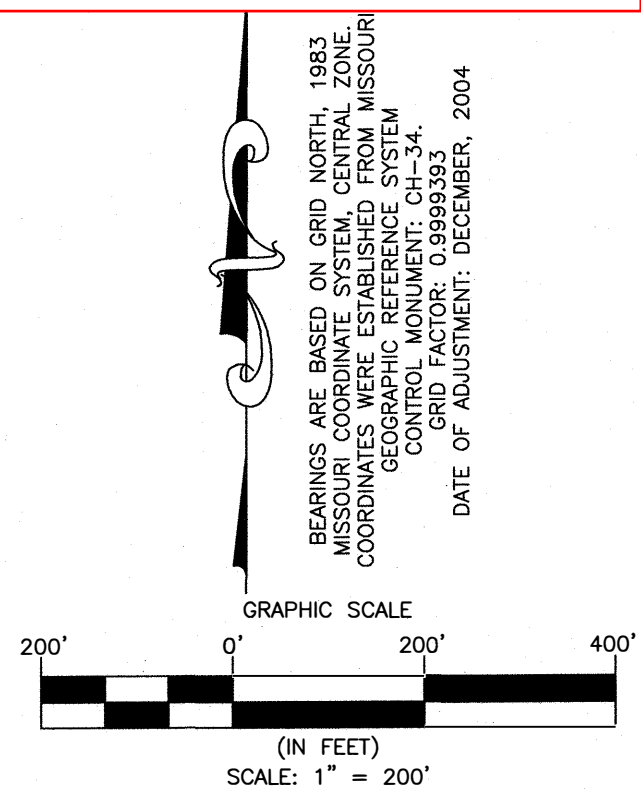 BEARINGS ARE BASED ON GRID NORTH, 1983
MISSOURI COORDINATE SYSTEM, CENTRAL ZONE.
COORDINATES WERE ESTABLISHED FROM MISSOURI
GEOGRAPHIC REFERENCE SYSTEM
CONTROL MONUMENT: CH-34.
GRID FACTOR: 0.9999393
DATE OF ADJUSTMENT: DECEMBER, 2004
GRAPHIC SCALE
200' 0' 200' 400'
(IN FEET)
SCALE: 1" = 200'